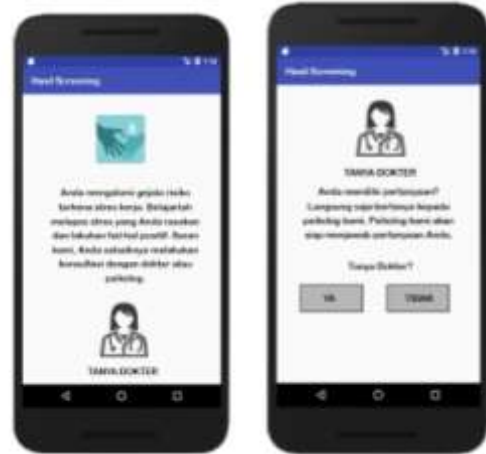 Hasil Screening
Anda mengalami gejala risiko
terkena stres kerja. Belajarlah
melepas stres yang Anda rasakan
dan lakukan hal-hal positif. Saran
kami, Anda sebaiknya melakukan
konsultasi dengan dokter atau
psikolog.
TANYA DOKTER
Hasil Screening
TANYA DOKTER
Anda memiliki pertanyaan?
Langsung saja bertanya kepada
psikolog kami. Psikolog kami akan
siap menjawab pertanyaan Anda.
Tanya Dokter?
YA TIDAK